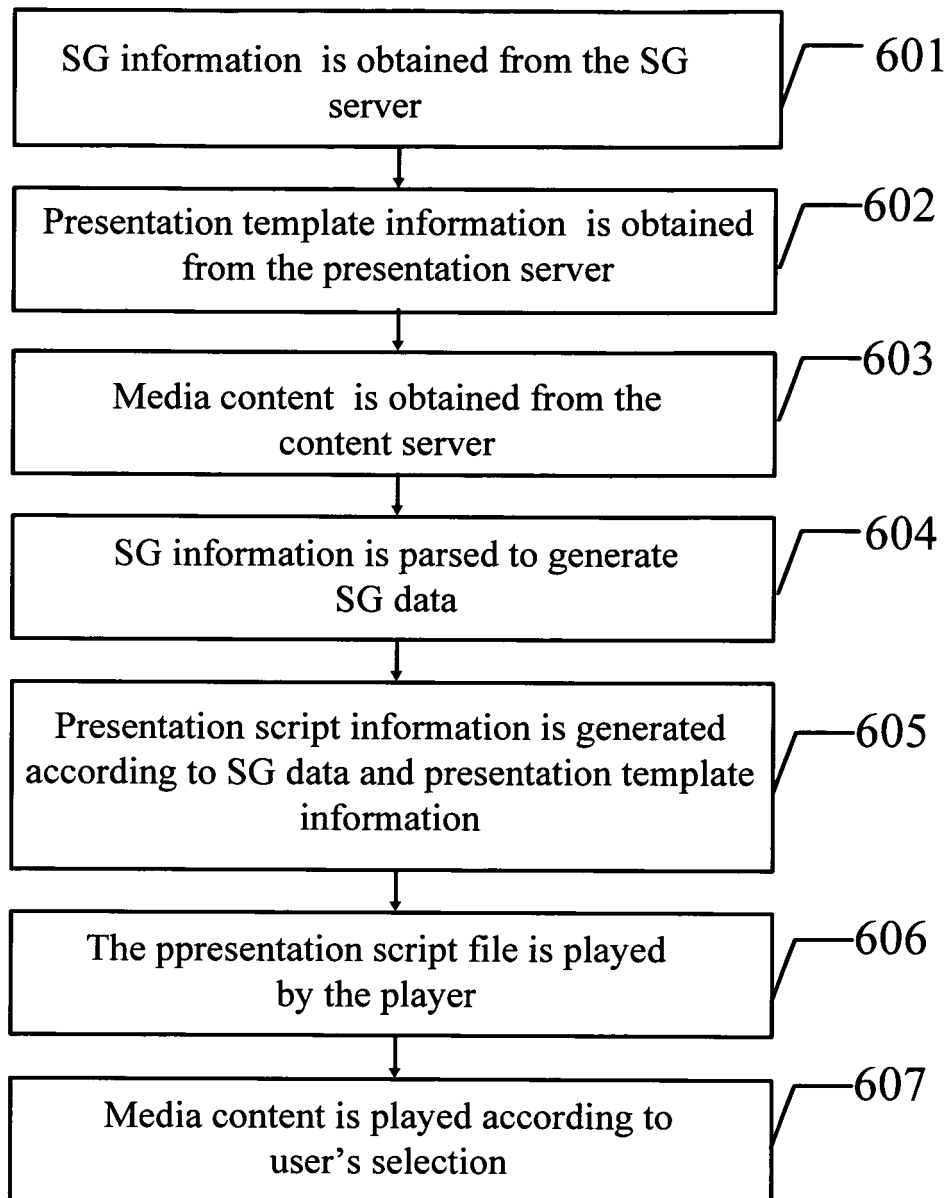 SG information is obtained from the SG
server
601
Presentation template information is obtained
from the presentation server
602
Media content is obtained from the
content server
603
SG information is parsed to generate
SG data
604
Presentation script information is generated
according to SG data and presentation template
information
605
The ppresentation script file is played
by the player
606
Media content is played according to
user's selection
607